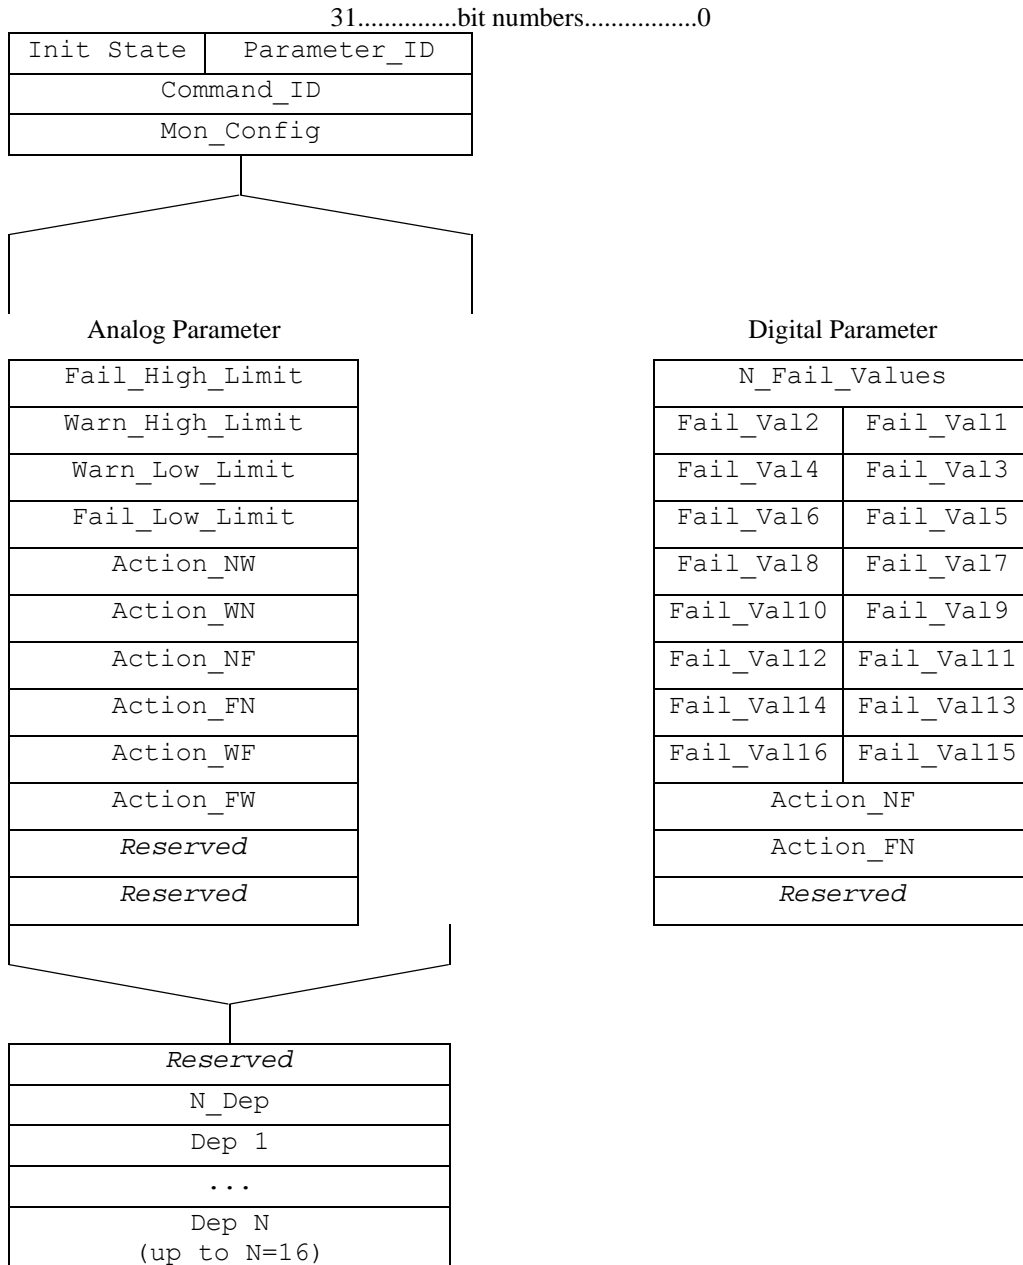 31...............bit numbers.................0
Init State Parameter_ID
Command_ID
Mon_Config
Analog Parameter
Fail_High_Limit
Warn_High_Limit
Warn_Low_Limit
Fail_Low_Limit
Action_NW
Action_WN
Action_NF
Action_FN
Action_WF
Action_FW
Reserved
Reserved
Digital Parameter
N_Fail_Values
Fail_Val2 Fail_Val1
Fail_Val4 Fail_Val3
Fail_Val6 Fail_Val5
Fail_Val8 Fail_Val7
Fail_Val10 Fail_Val9
Fail_Val12 Fail_Val11
Fail_Val14 Fail_Val13
Fail_Val16 Fail_Val15
Action_NF
Action_FN
Reserved
Reserved
N_Dep
Dep 1
...
Dep N
(up to N=16)